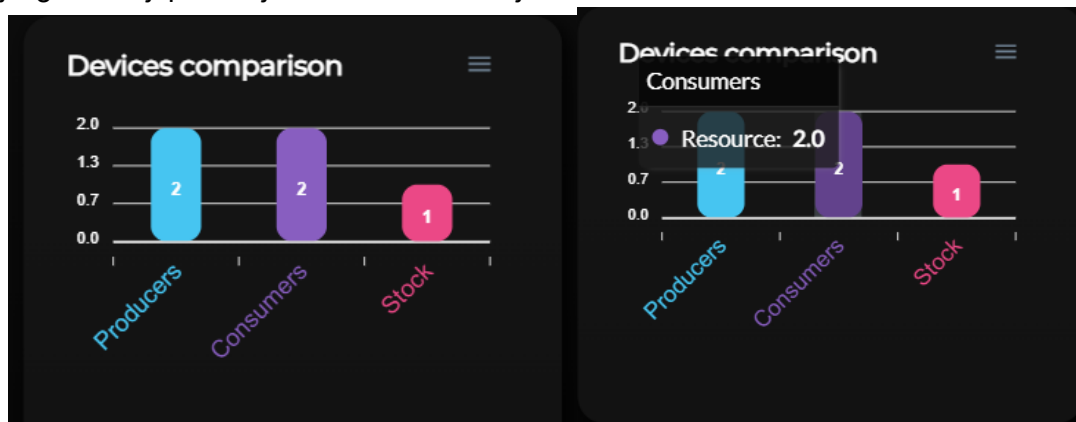 Devices comparison
2.0
1.3
0.7
0.0
2
2
1
Producers
Consumers
Stock
Devices comparison
Consumers
Resource: 2.0
2.0
1.3
0.7
0.0
2
2
1
Producers
Consumers
Stock